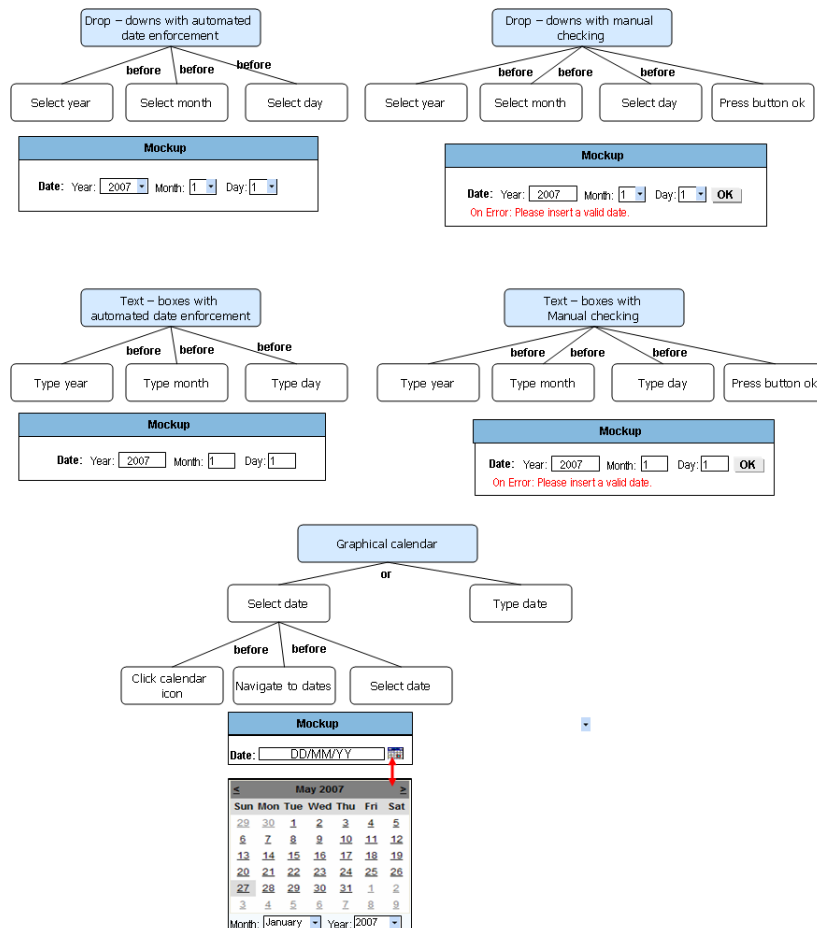 Drop – downs with automated
date enforcement
before before before
Select year Select month Select day
Mockup
Date: Year: 2007 Month: 1 Day: 1
Drop – downs with manual
checking
before before before
Select year Select month Select day Press button ok
Mockup
Date: Year: 2007 Month: 1 Day: 1 OK
On Error: Please insert a valid date.
Text – boxes with
automated date enforcement
before before before
Type year Type month Type day
Mockup
Date: Year: 2007 Month: 1 Day: 1
Text – boxes with
Manual checking
before before before
Type year Type month Type day Press button ok
Mockup
Date: Year: 2007 Month: 1 Day: 1 OK
On Error: Please insert a valid date.
Graphical calendar
or
Select date Type date
before before
Click calendar
icon
Navigate to dates Select date
Mockup
Date: DD/MM/YY
< May 2007 >
Sun Mon Tue Wed Thu Fri Sat
29 30 1 2 3 4 5
6 7 8 9 10 11 12
13 14 15 16 17 18 19
20 21 22 23 24 25 26
27 28 29 30 31 1 2
3 4 5 6 7 8 9
Month: January Year: 2007